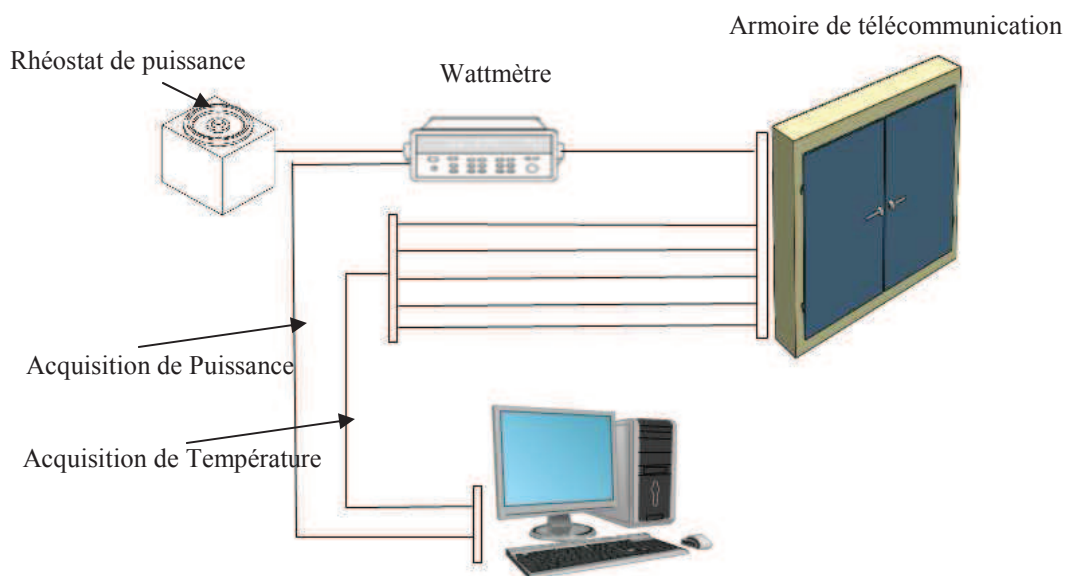 Armoire de télécommunication
Rhéostat de puissance
Wattmètre
Acquisition de Puissance
Acquisition de Température